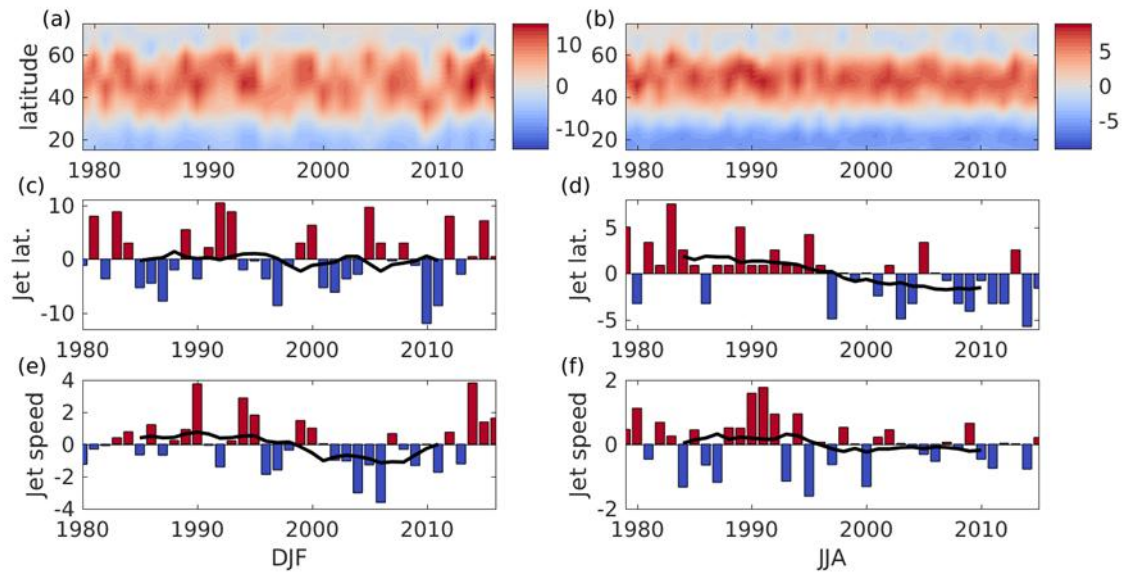 (a) (b)
60 10 60 5
latitude
40 0 40 0
20 -10 20 -5
1980 1990 2000 2010 1980 1990 2000 2010
(c) (d)
10 5
Jet lat. 0 Jet lat. 0
-10 -5
1980 1990 2000 2010 1980 1990 2000 2010
(e) (f)
4 2
2
Jet speed 0 Jet speed 0
-2
-4 -2
1980 1990 2000 2010 1980 1990 2000 2010
DJF JJA